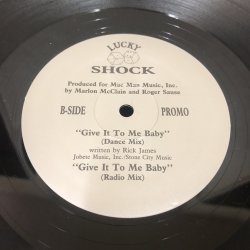 LUCKY
SHOCK
Produced for Mac Man Music, Inc.
by Marlon McClain and Roger Sause
B-SIDE PROMO
"Give It To Me Baby"
(Dance Mix)
written by Rick James
Jobete Music, Inc./Stone City Music
"Give It To Me Baby"
(Radio Mix)